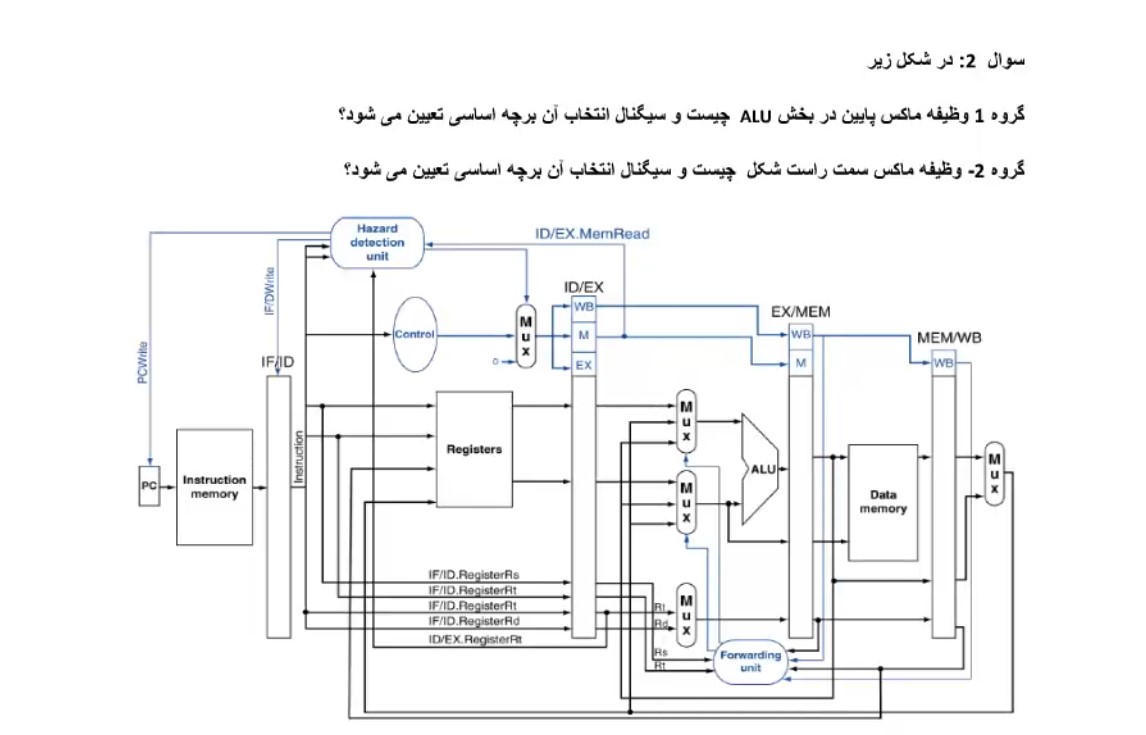 سوال 2: در شکل زیر
گروه 1 وظیفه ماکس پایین در بخش ALU چیست و سیگنال انتخاب آن برچه اساسی تعیین می شود؟
گروه 2- وظیفه ماکس سمت راست شکل چیست و سیگنال انتخاب آن برچه اساسی تعیین می شود؟
Hazard
detection
unit
ID/EX.MemRead
IF/DWrite
PCWrite
ID/EX
WB
M
EX
Control
M
u
x
0
EX/MEM
WB
M
MEM/WB
WB
IF/ID
PC
Instruction
memory
Instruction
Registers
M
u
x
M
u
x
ALU
Data
memory
M
u
x
IF/ID.RegisterRs
IF/ID.RegisterRt
IF/ID.RegisterRt
IF/ID.RegisterRd
ID/EX.RegisterRt
Rt
Rd
M
u
x
Rs
Rt
Forwarding
unit